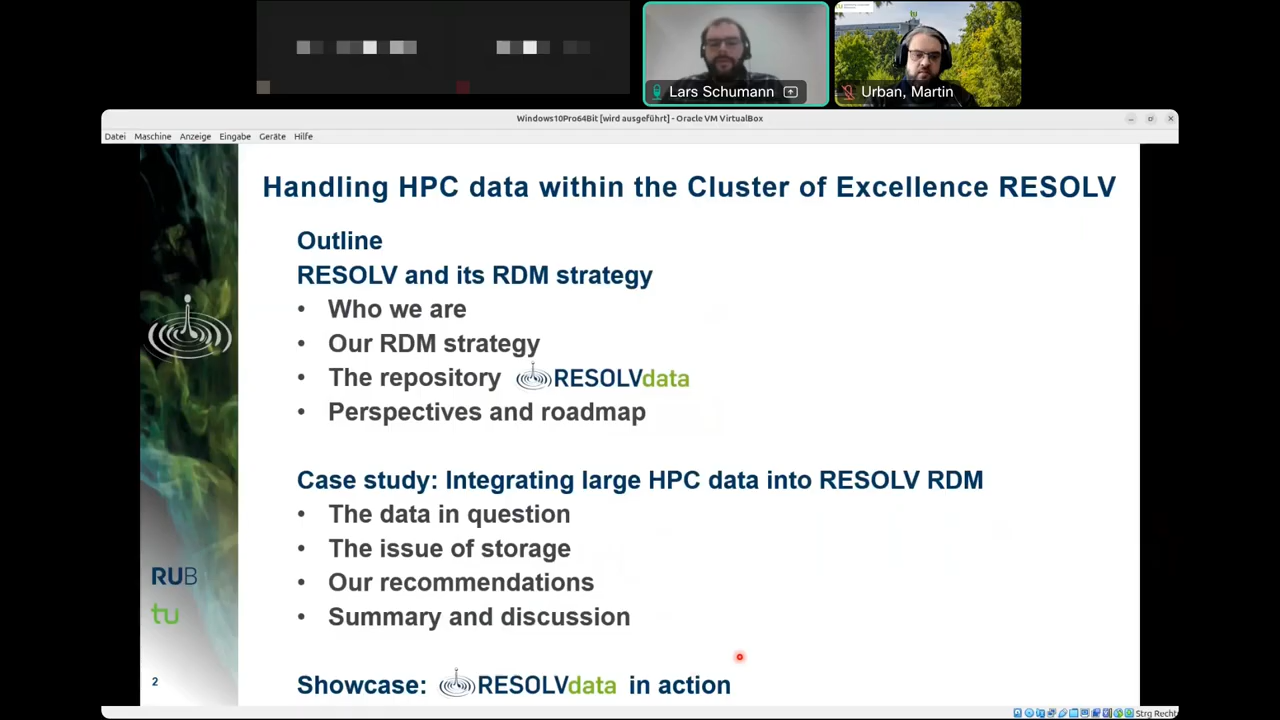 Lars Schumann
Urban, Martin
Windows10Pro64Bit [wird ausgeführt] - Oracle VM VirtualBox
Datei Maschine Anzeige Eingabe Geräte Hilfe
Handling HPC data within the Cluster of Excellence RESOLV
Outline
RESOLV and its RDM strategy
• Who we are
• Our RDM strategy
• The repository RESOLVdata
• Perspectives and roadmap
Case study: Integrating large HPC data into RESOLV RDM
• The data in question
• The issue of storage
• Our recommendations
• Summary and discussion
Showcase: RESOLVdata in action
RUB
tu
2
Strg Recht